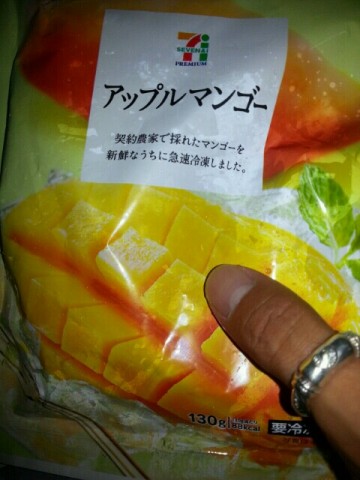 7i
SEVEN&i
PREMIUM
アップルマンゴー
契約農家で採れたマンゴーを
新鮮なうちに急速冷凍しました。
130g
要冷